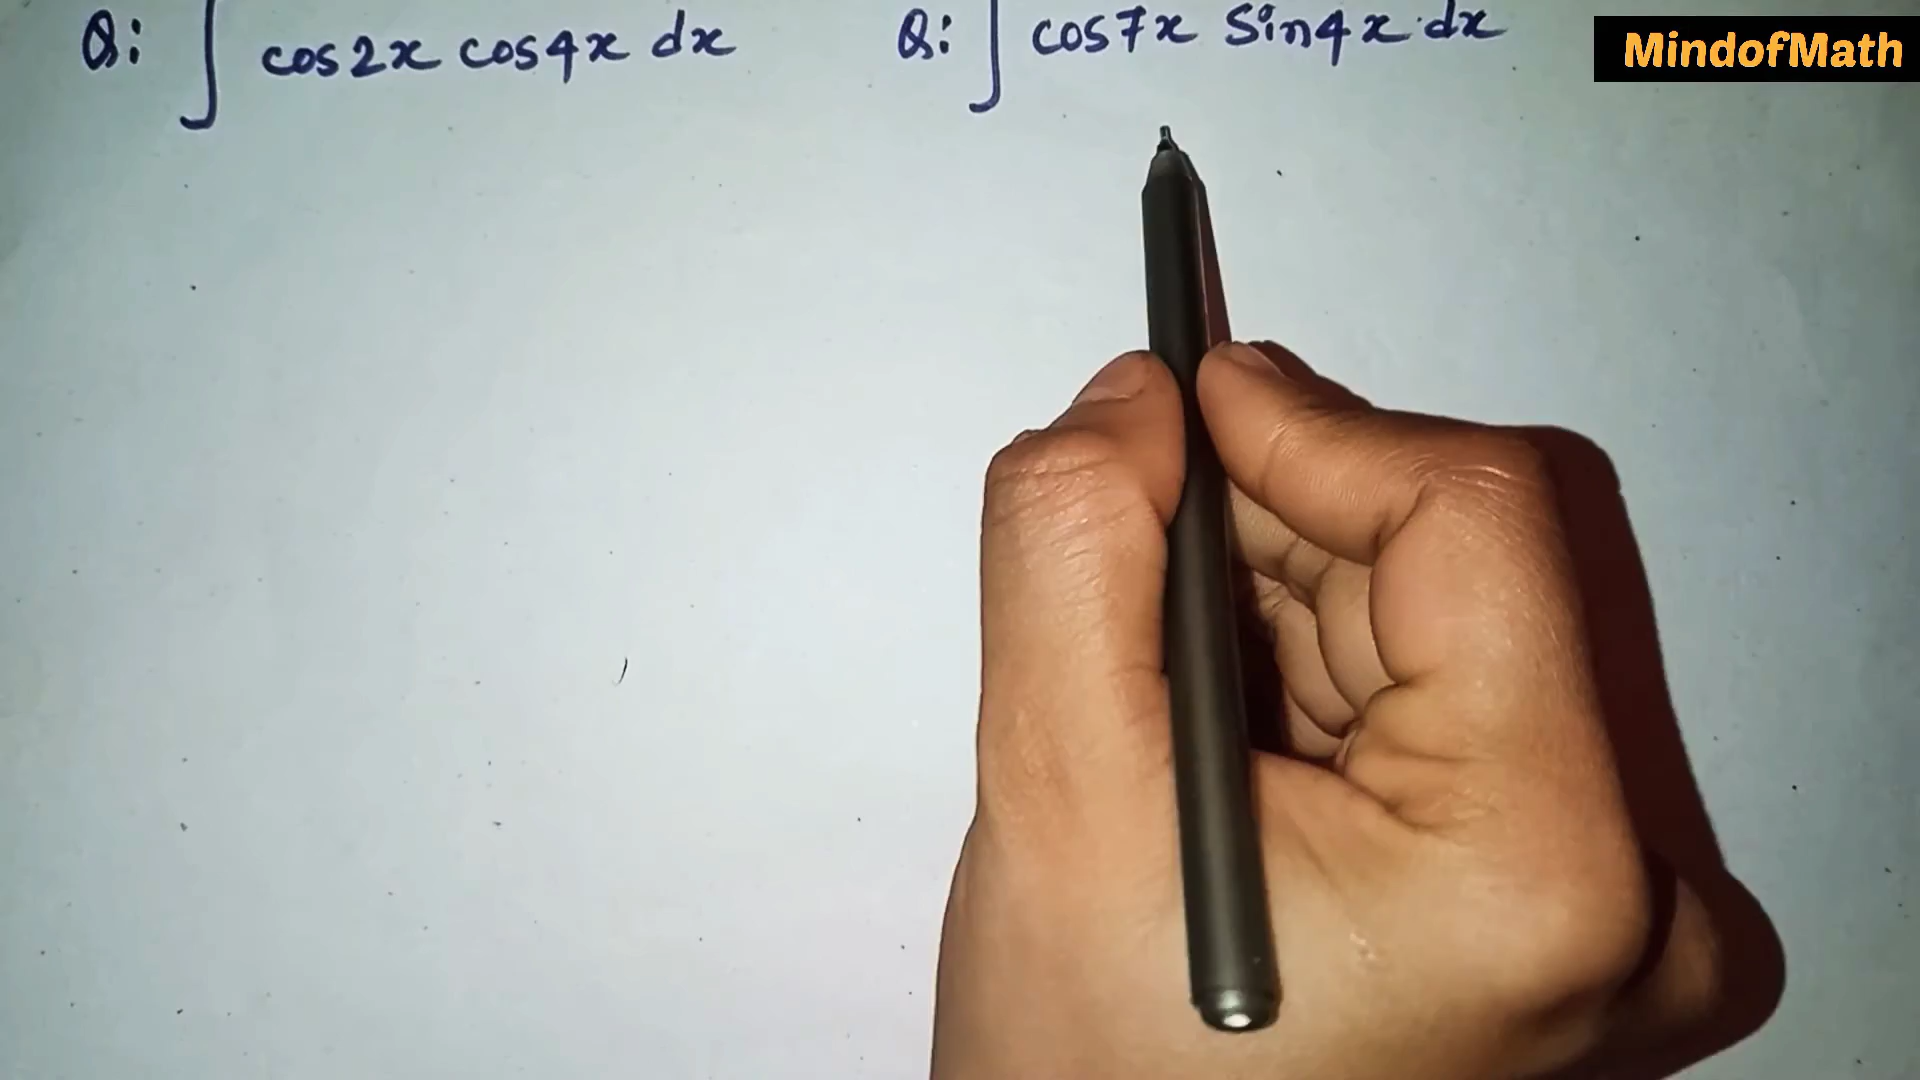 Q: ∫ cos2x cos4x dx
Q: ∫ cos7x Sin4x dx
MindofMath